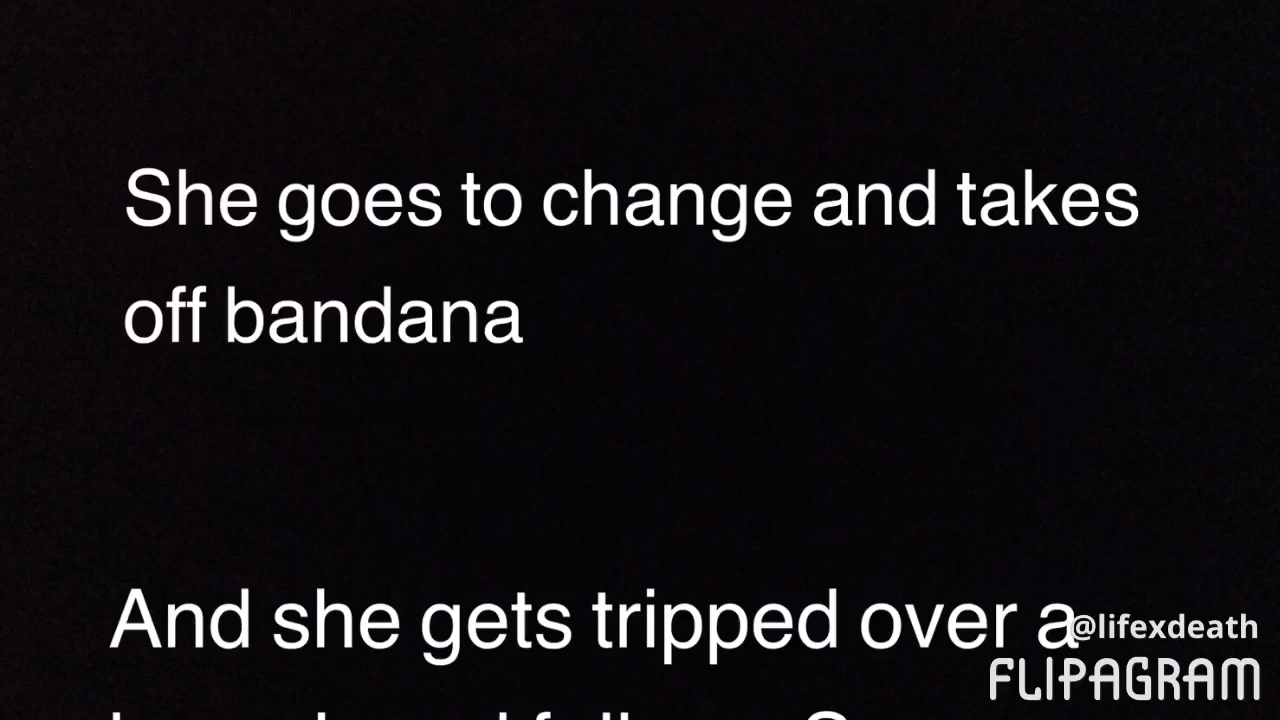 She goes to change and takes
off bandana
And she gets tripped over a
@lifexdeath
FLIPAGRAM